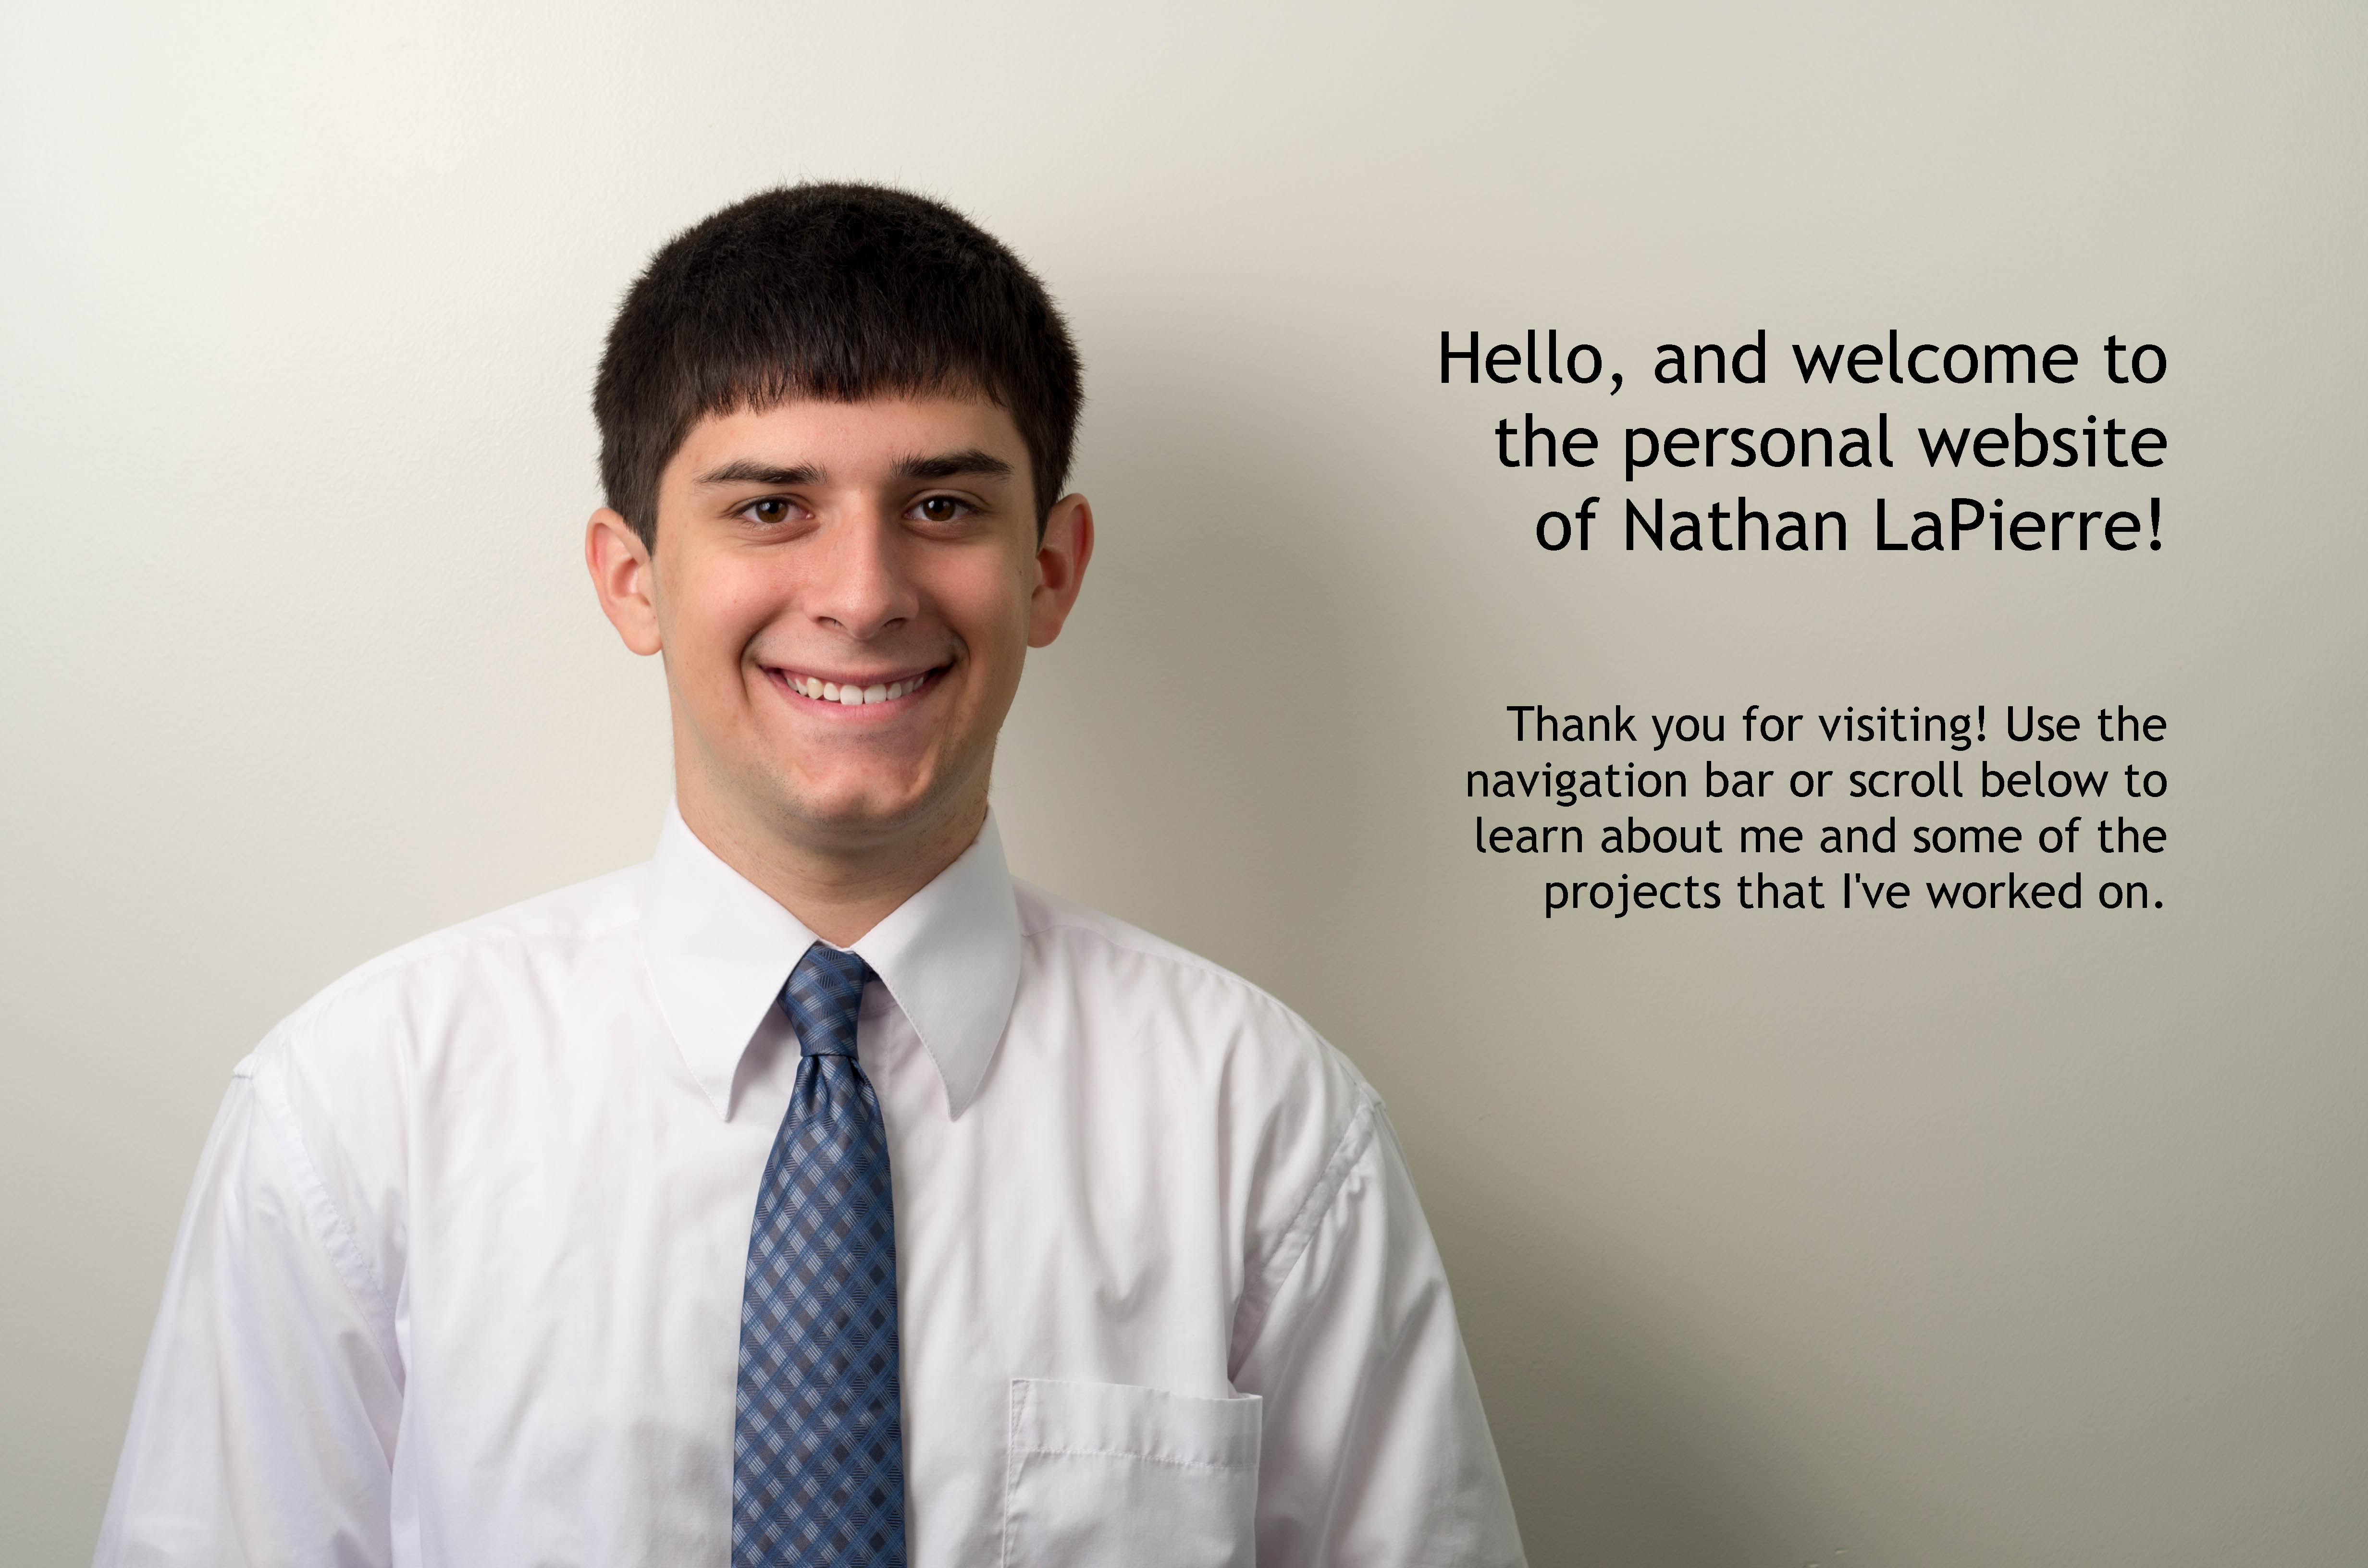 Hello, and welcome to
the personal website
of Nathan LaPierre!
Thank you for visiting! Use the
navigation bar or scroll below to
learn about me and some of the
projects that I've worked on.